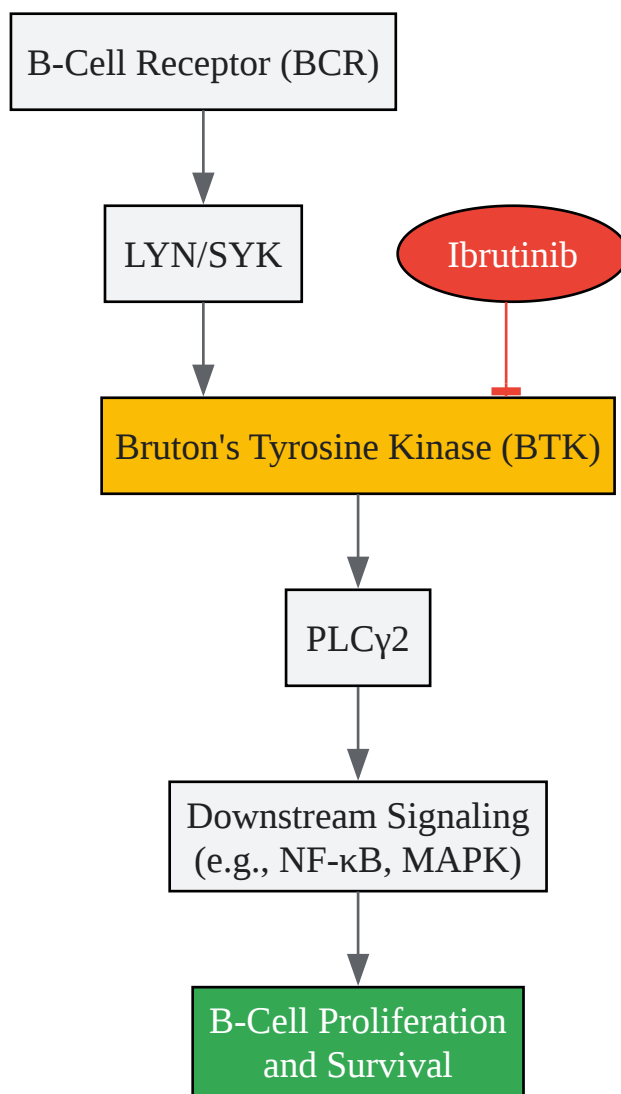 B-Cell Receptor (BCR)
LYN/SYK
Ibrutinib
Bruton's Tyrosine Kinase (BTK)
PLCγ2
Downstream Signaling
(e.g., NF-κB, MAPK)
B-Cell Proliferation
and Survival